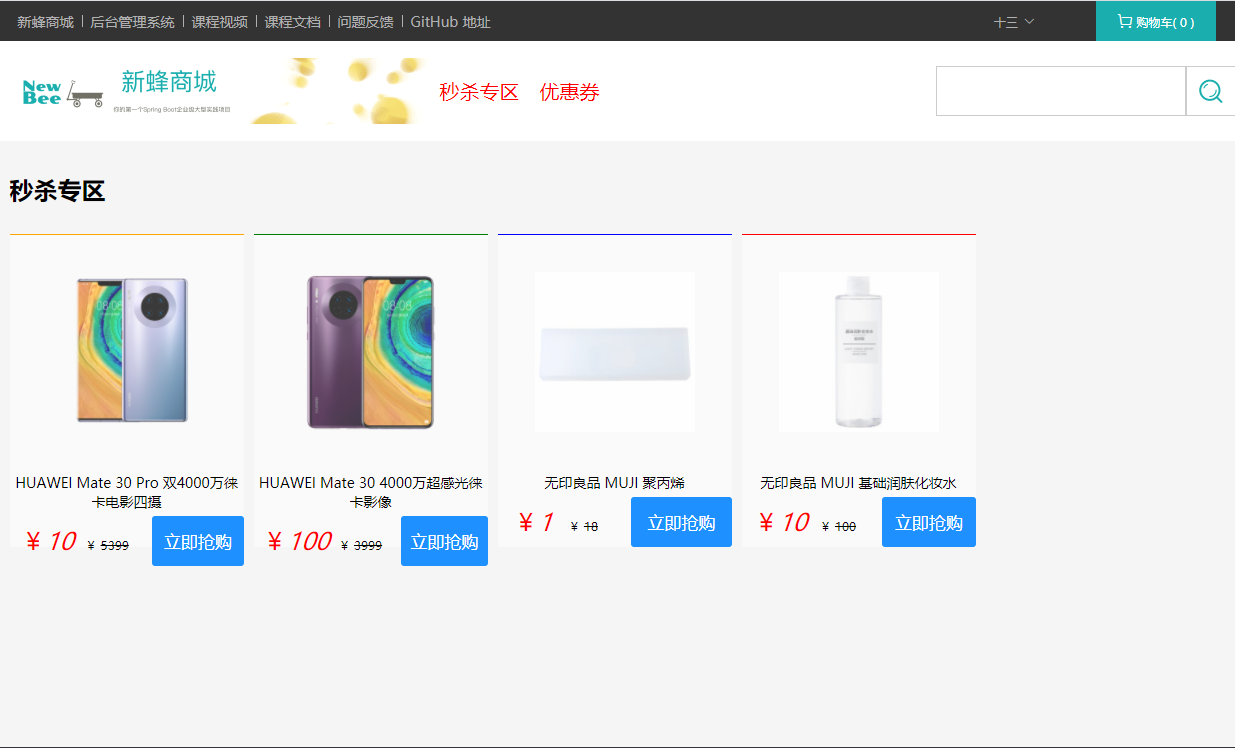 新蜂商城 后台管理系统 课程视频 课程文档 问题反馈 GitHub 地址 十三 购物车( 0 )
New Bee
新蜂商城
你的第一个Spring Boot企业级大型实践项目
秒杀专区 优惠券
秒杀专区
HUAWEI Mate 30 Pro 双4000万徕
卡电影四摄
¥ 10 ¥ 5399 立即抢购
HUAWEI Mate 30 4000万超感光徕
卡影像
¥ 100 ¥ 3999 立即抢购
无印良品 MUJI 聚丙烯
¥ 1 ¥ 18 立即抢购
无印良品 MUJI 基础润肤化妆水
¥ 10 ¥ 100 立即抢购